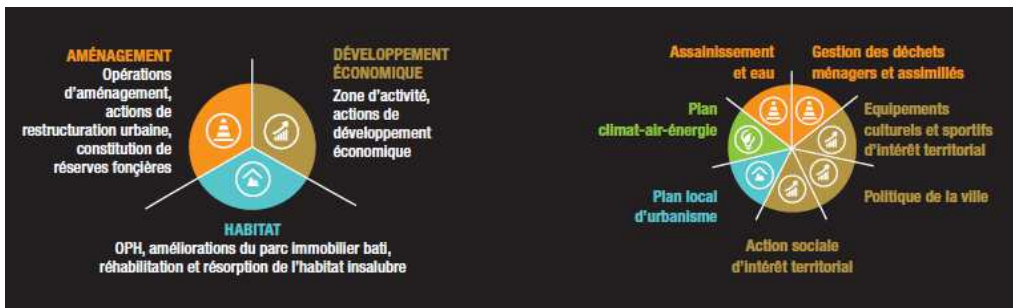 AMÉNAGEMENT
Opérations
d'aménagement,
actions de
restructuration urbaine,
constitution de
réserves fonçières
DÉVELOPPEMENT
ÉCONOMIQUE
Zone d'activité,
actions de
développement
économique
HABITAT
OPH, améliorations du parc immobilier bati,
réhabilitation et résorption de l'habitat insalubre
Assainissement
et eau
Gestion des déchets
ménagers et assimillés
Plan
climat-air-énergie
Equipements
culturels et sportifs
d'intérêt territorial
Plan local
d'urbanisme
Politique de la ville
Action sociale
d'intérêt territorial